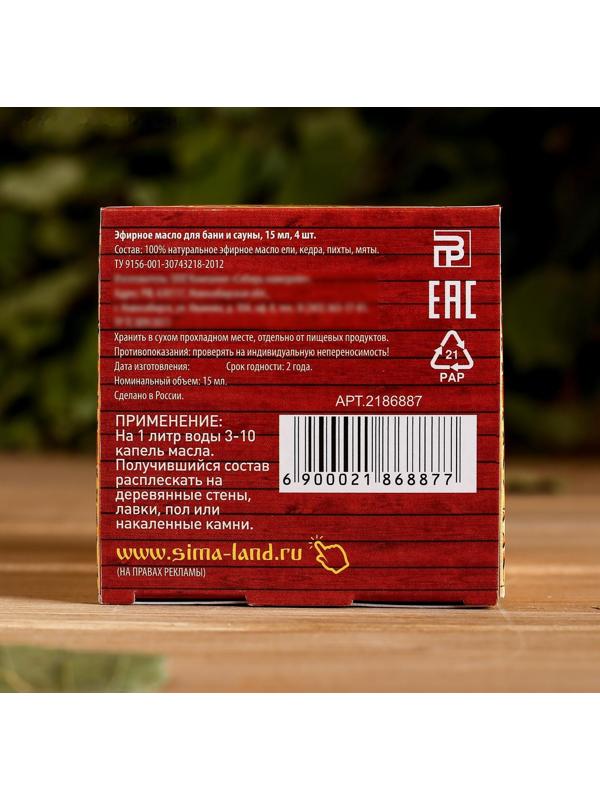 Эфирное масло для бани и сауны, 15 мл, 4 шт.
Состав: 100% натуральное эфирное масло ели, кедра, пихты, мяты.
ТУ 9156-001-30743218-2012
Хранить в сухом прохладном месте, отдельно от пищевых продуктов.
Противопоказания: проверять на индивидуальную непереносимость!
Дата изготовления: Срок годности: 2 года.
Номинальный объем: 15 мл.
Сделано в России.
ПРИМЕНЕНИЕ:
На 1 литр воды 3-10
капель масла.
Получившийся состав
расплескать на
деревянные стены,
лавки, пол или
накаленные камни.
www.sima-land.ru
(НА ПРАВАХ РЕКЛАМЫ)
ЕАС
21
PAP
АРТ.2186887
6 900021 868877